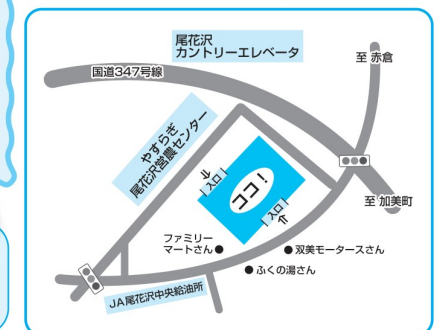 尾花沢
カントリーエレベータ
至 赤倉
国道347号線
やすらぎ
尾花沢営農センター
入口
ココ！
入口
至 加美町
ファミリー
マートさん
双美モータースさん
ふくの湯さん
JA尾花沢中央給油所